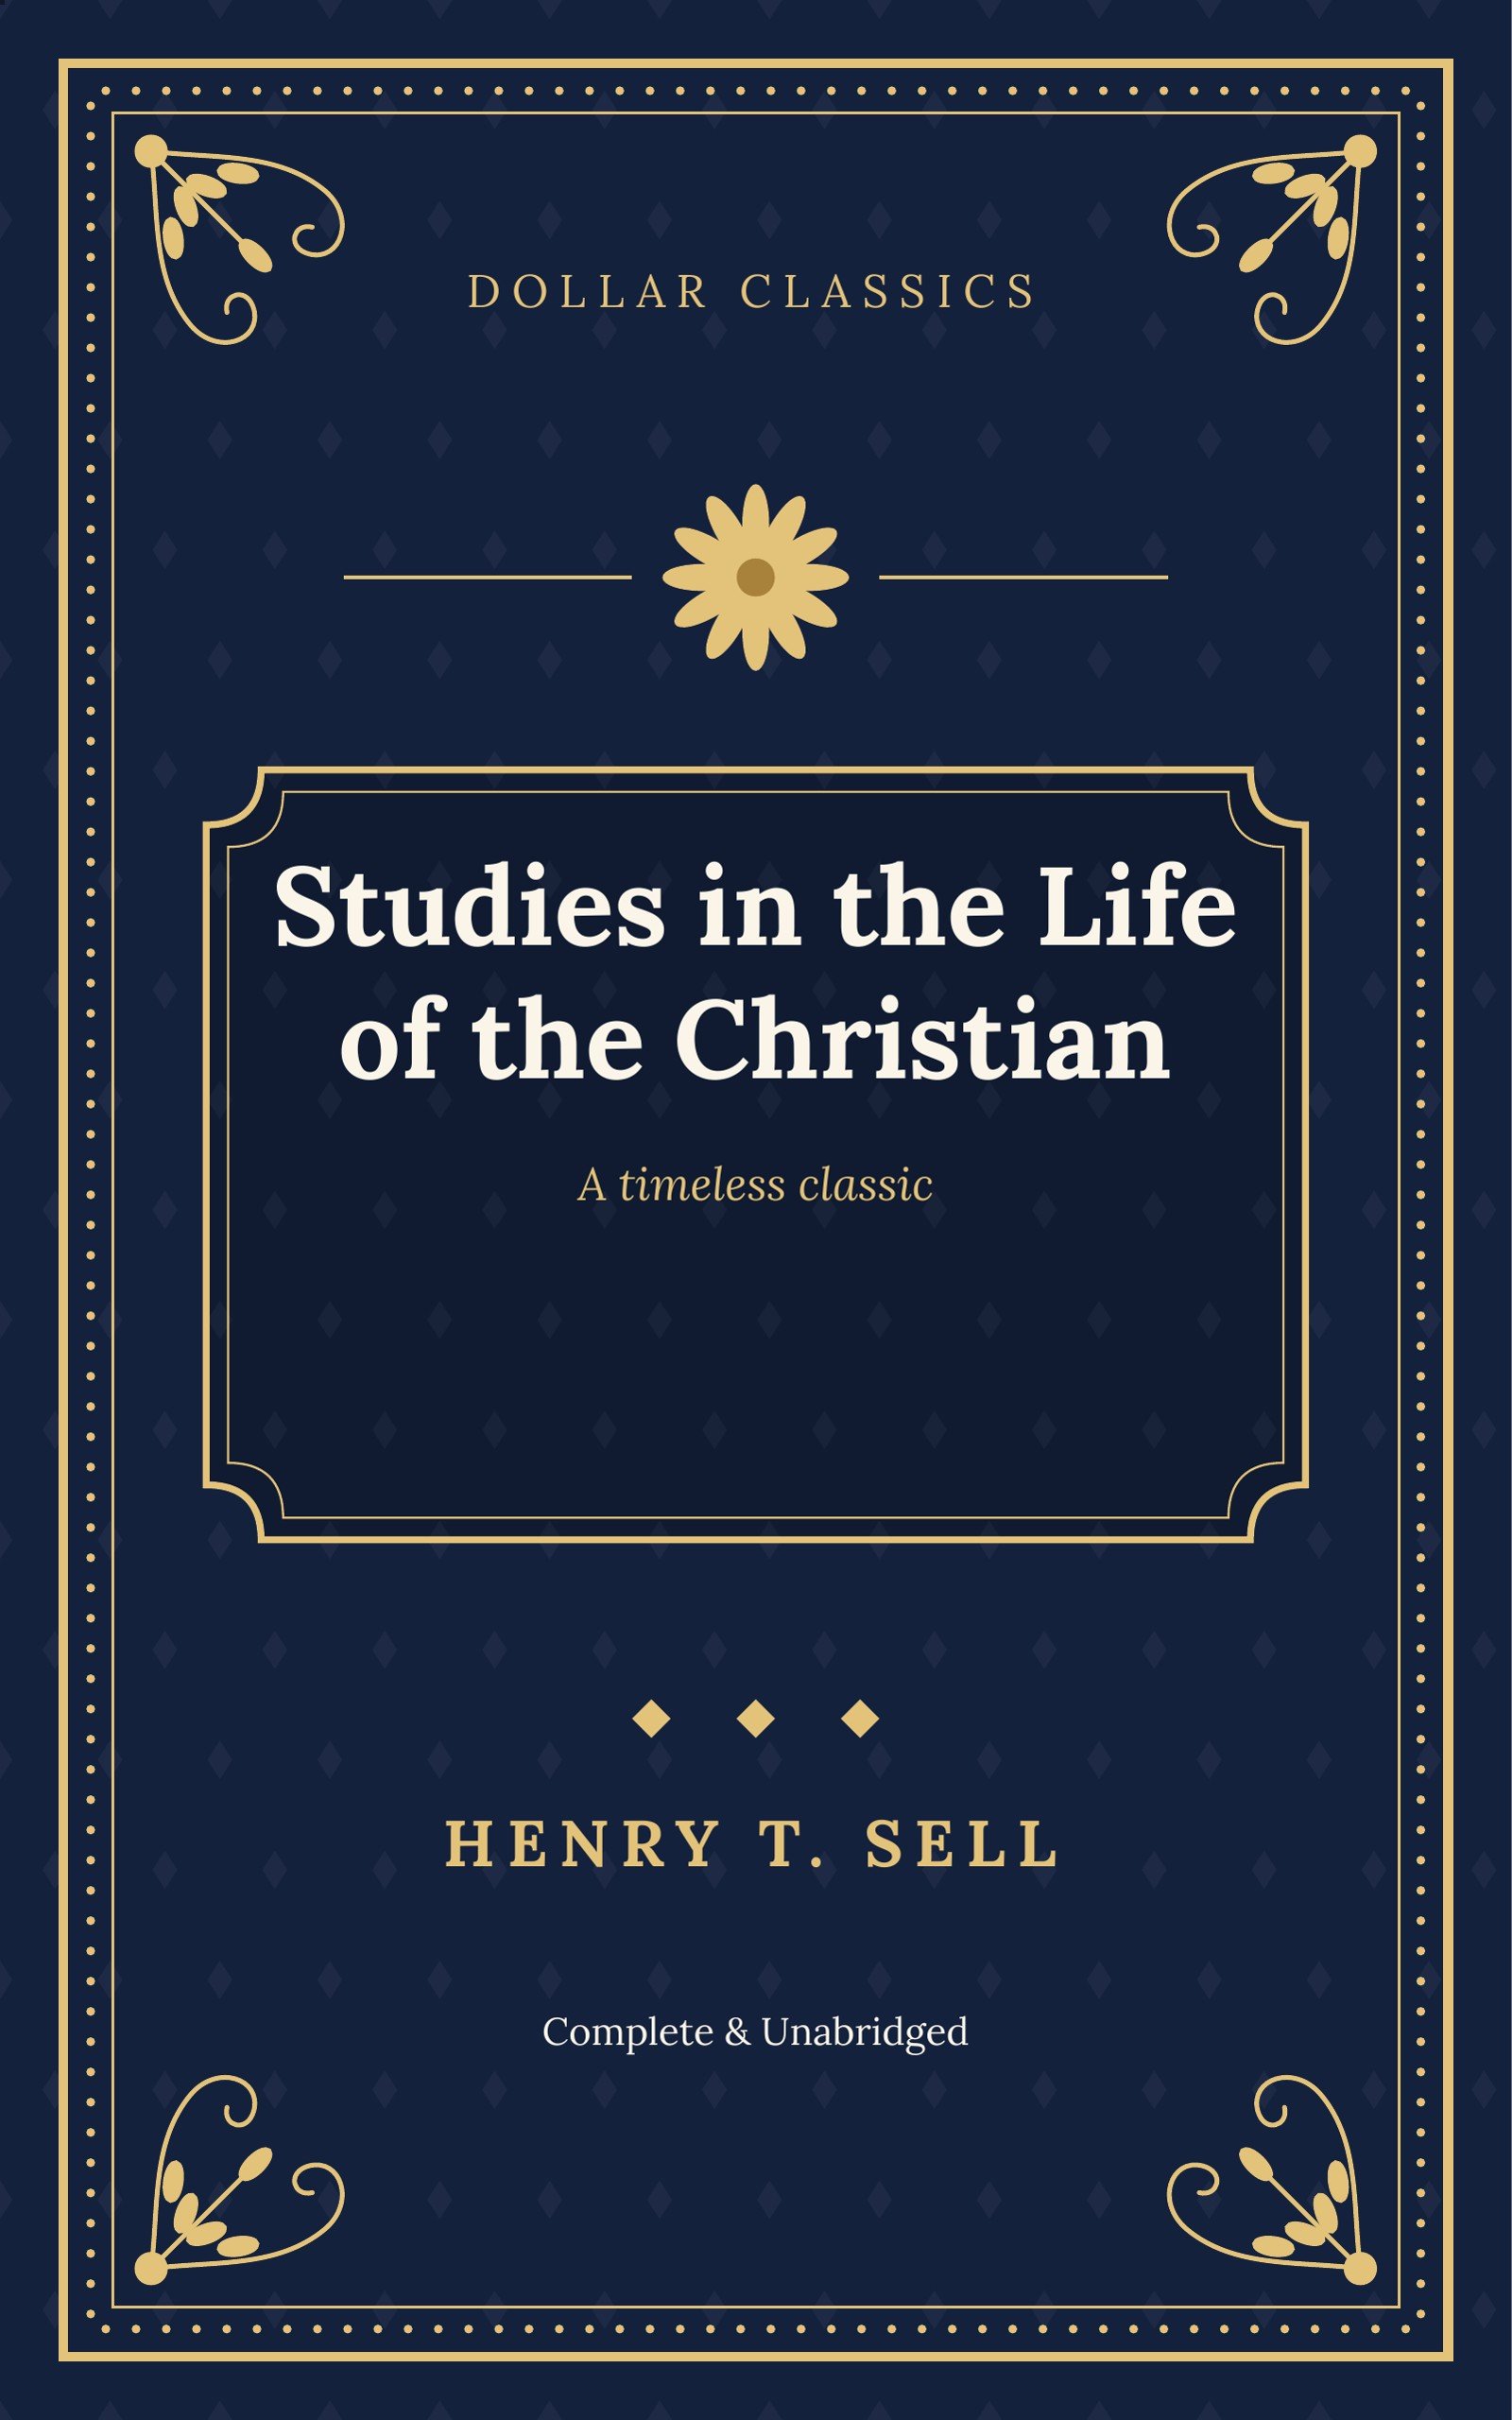 DOLLAR CLASSICS
Studies in the Life
of the Christian
A timeless classic
HENRY T. SELL
Complete & Unabridged